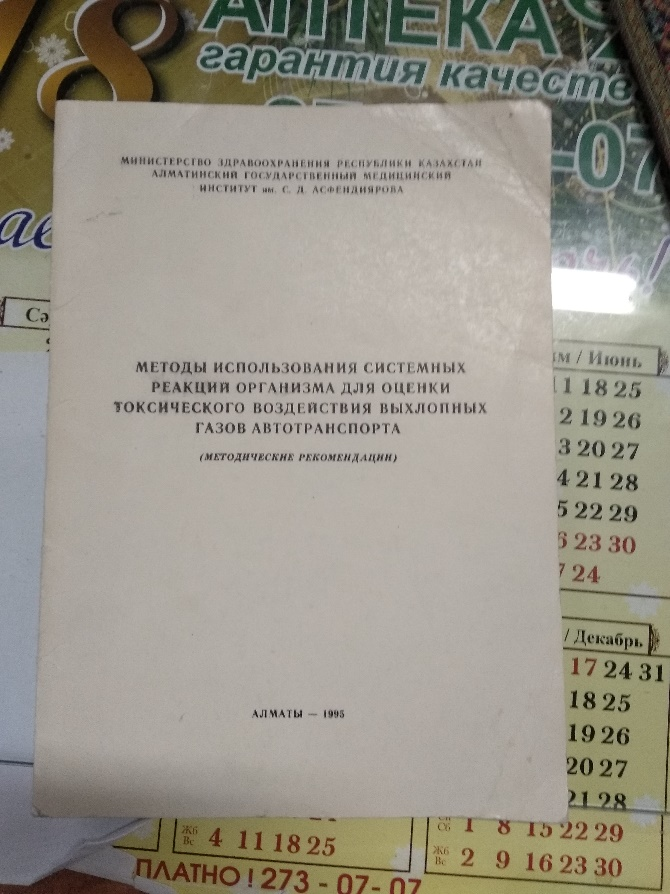 18
АПТЕКА
гарантия качеств
-07
МИНИСТЕРСТВО ЗДРАВООХРАНЕНИЯ РЕСПУБЛИКИ КАЗАХСТАН
АЛМАТИНСКИЙ ГОСУДАРСТВЕННЫЙ МЕДИЦИНСКИЙ
ИНСТИТУТ им. С. Д. АСФЕНДИЯРОВА
МЕТОДЫ ИСПОЛЬЗОВАНИЯ СИСТЕМНЫХ
РЕАКЦИЙ ОРГАНИЗМА ДЛЯ ОЦЕНКИ
ТОКСИЧЕСКОГО ВОЗДЕЙСТВИЯ ВЫХЛОПНЫХ
ГАЗОВ АВТОТРАНСПОРТА
(МЕТОДИЧЕСКИЕ РЕКОМЕНДАЦИИ)
АЛМАТЫ — 1995
/ Июнь
11 18 25
2 19 26
3 20 27
4 21 28
5 22 29
6 23 30
7 24
/ Декабрь
17 24 31
18 25
19 26
20 27
21 28
Сб 1 8 15 22 29
Жб
Вс 2 9 16 23 30
Жб
Вс 4 11 18 25
ПЛАТНО! 273 - 07- 07